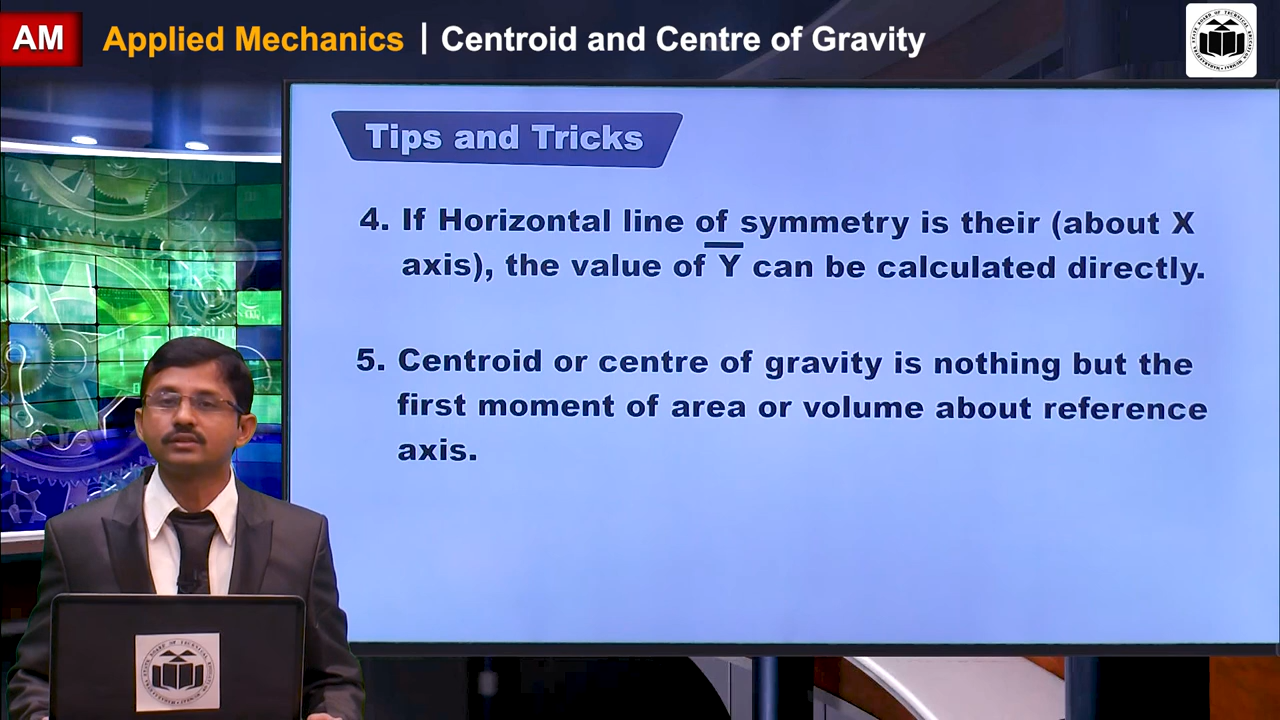 AM Applied Mechanics | Centroid and Centre of Gravity
Tips and Tricks
4. If Horizontal line of symmetry is their (about X
axis), the value of Y̅ can be calculated directly.
5. Centroid or centre of gravity is nothing but the
first moment of area or volume about reference
axis.